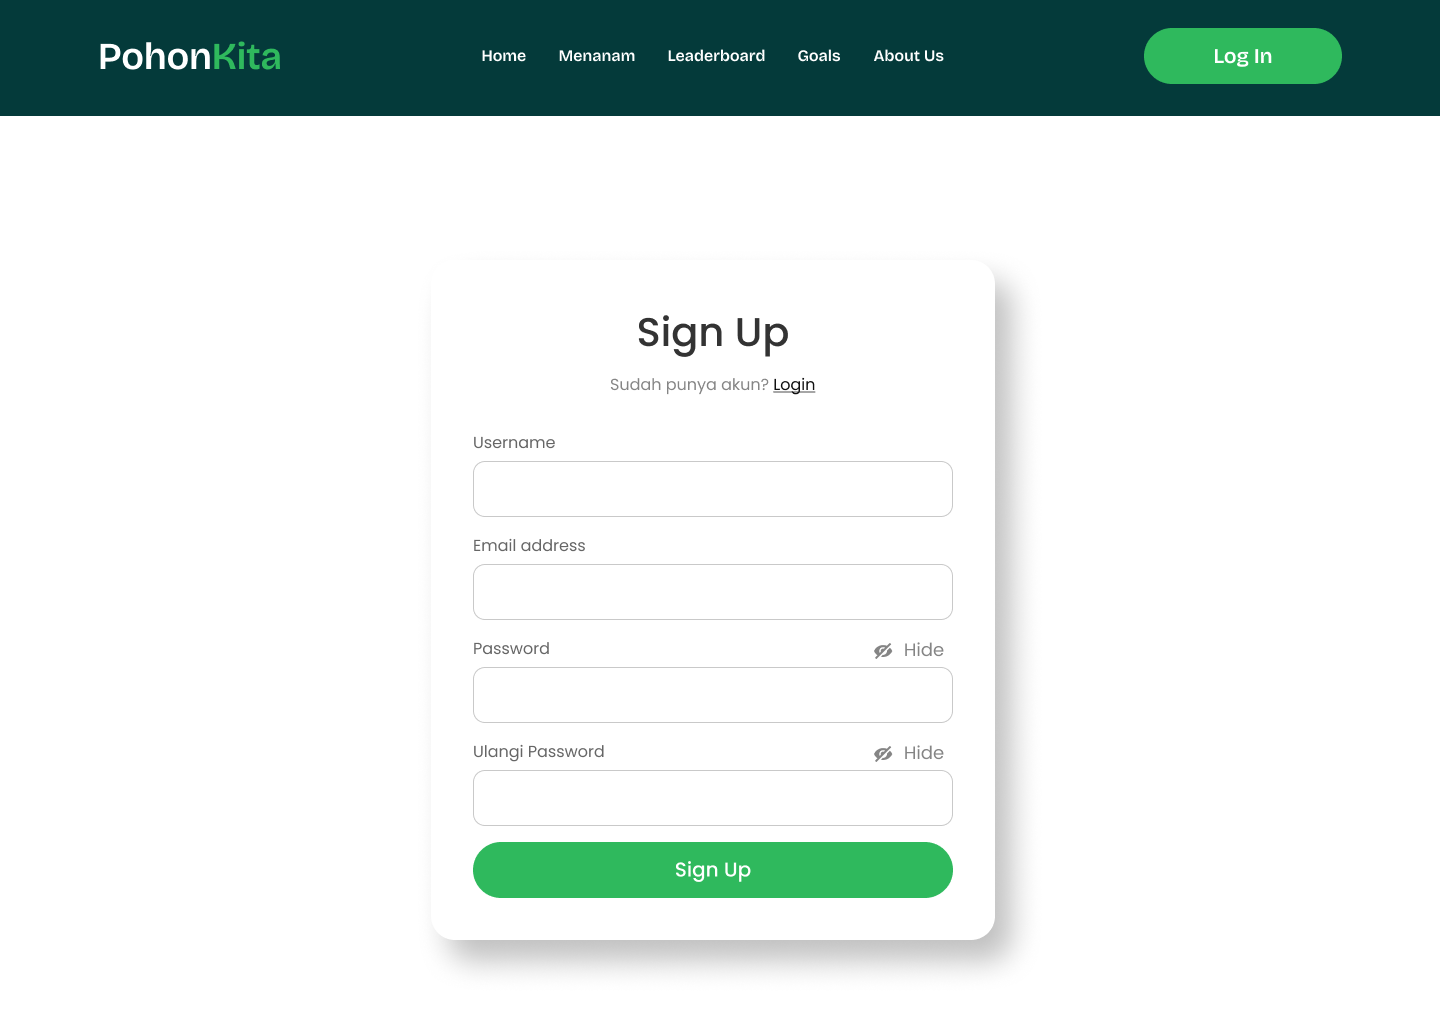 PohonKita
Home Menanam Leaderboard Goals About Us
Log In
Sign Up
Sudah punya akun? Login
Username
Email address
Password
Hide
Ulangi Password
Hide
Sign Up